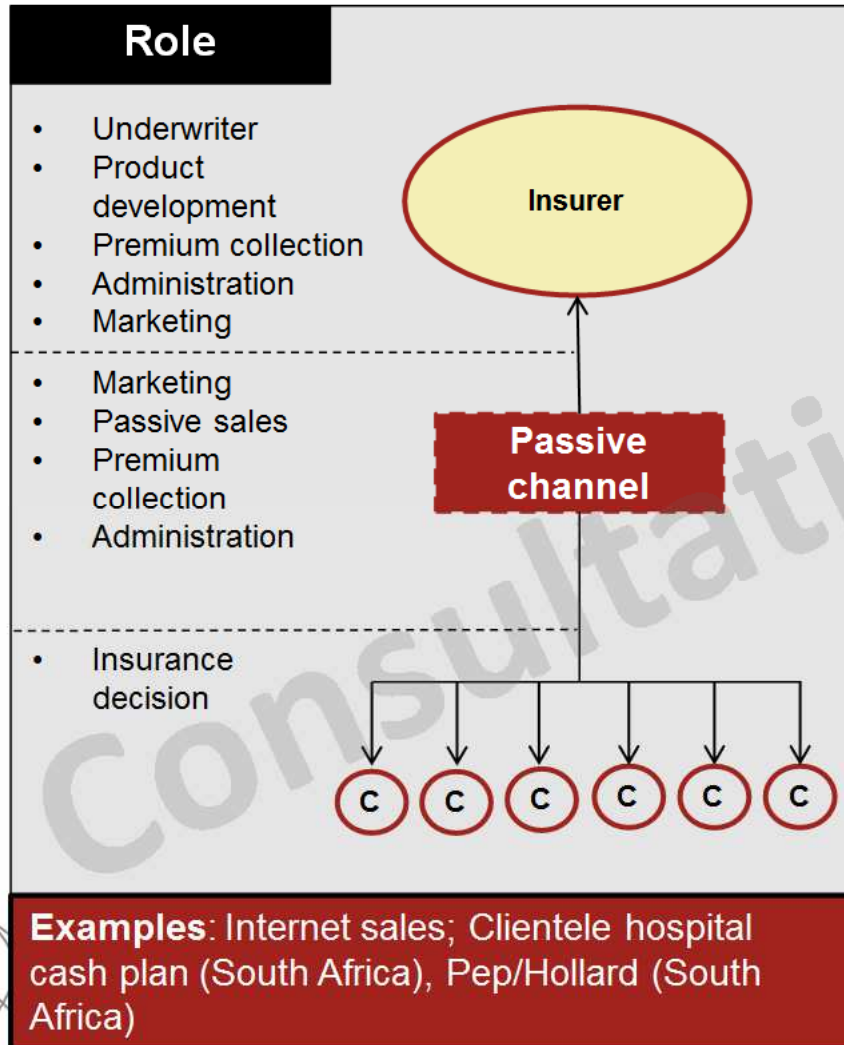 Role
• Underwriter
• Product
development
• Premium collection
• Administration
• Marketing
Insurer
• Marketing
• Passive sales
• Premium
collection
• Administration
Passive
channel
• Insurance
decision
C C C C C C
Consultati
Examples: Internet sales; Clientele hospital
cash plan (South Africa), Pep/Hollard (South
Africa)